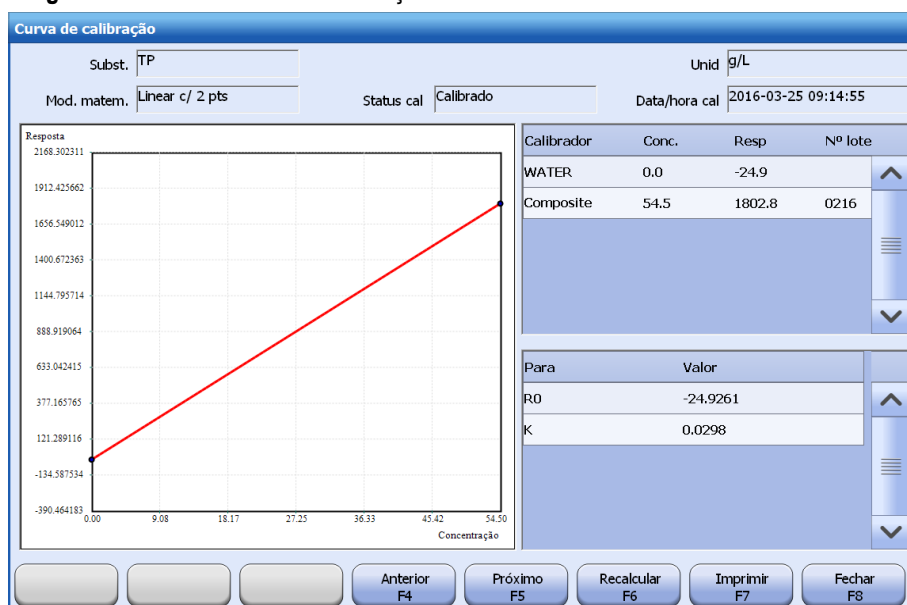 Curva de calibração
Subst. TP Unid g/L
Mod. matem. Linear c/ 2 pts Status cal Calibrado Data/hora cal 2016-03-25 09:14:55
Resposta
2168.302311
1912.425662
1656.549012
1400.672363
1144.795714
888.919064
633.042415
377.165765
121.289116
-134.587534
-390.464183
0.00 9.08 18.17 27.25 36.33 45.42 54.50
Concentração
Calibrador Conc. Resp Nº lote
WATER 0.0 -24.9
Composite 54.5 1802.8 0216
Para Valor
R0 -24.9261
K 0.0298
Anterior Próximo Recalcular Imprimir Fechar
F4 F5 F6 F7 F8